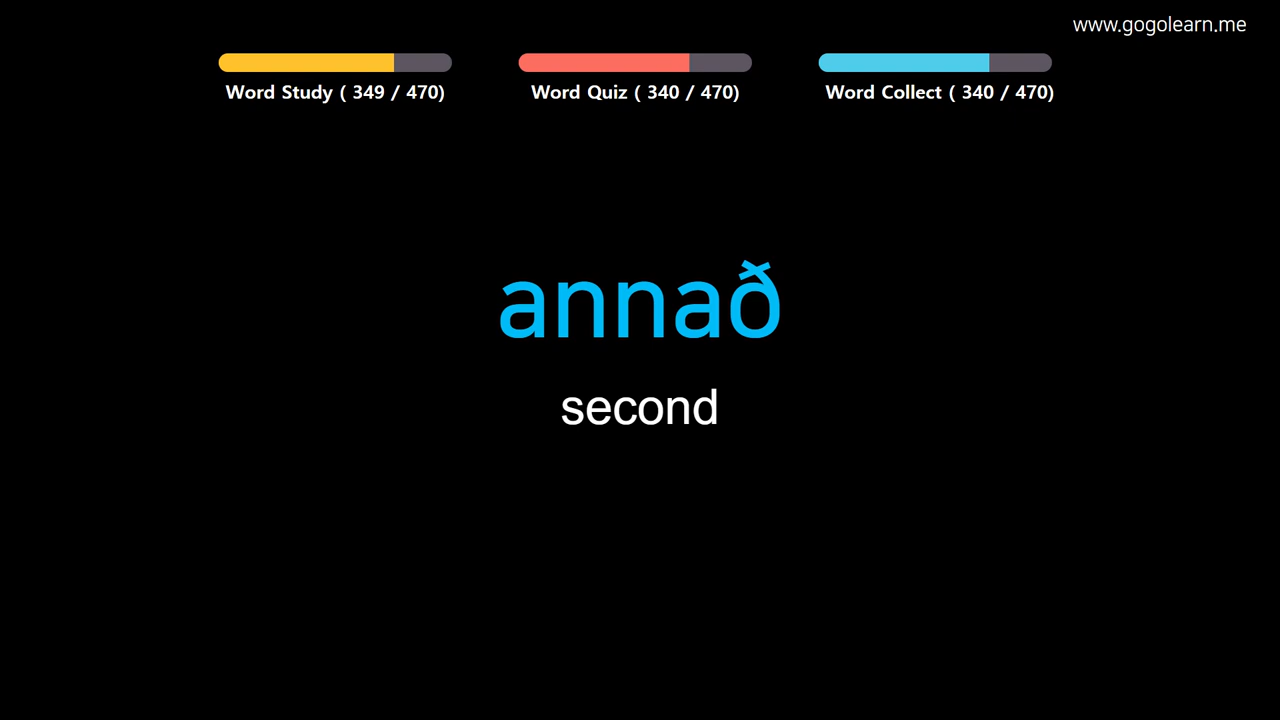 www.gogolearn.me
Word Study ( 349 / 470)
Word Quiz ( 340 / 470)
Word Collect ( 340 / 470)
annað
second